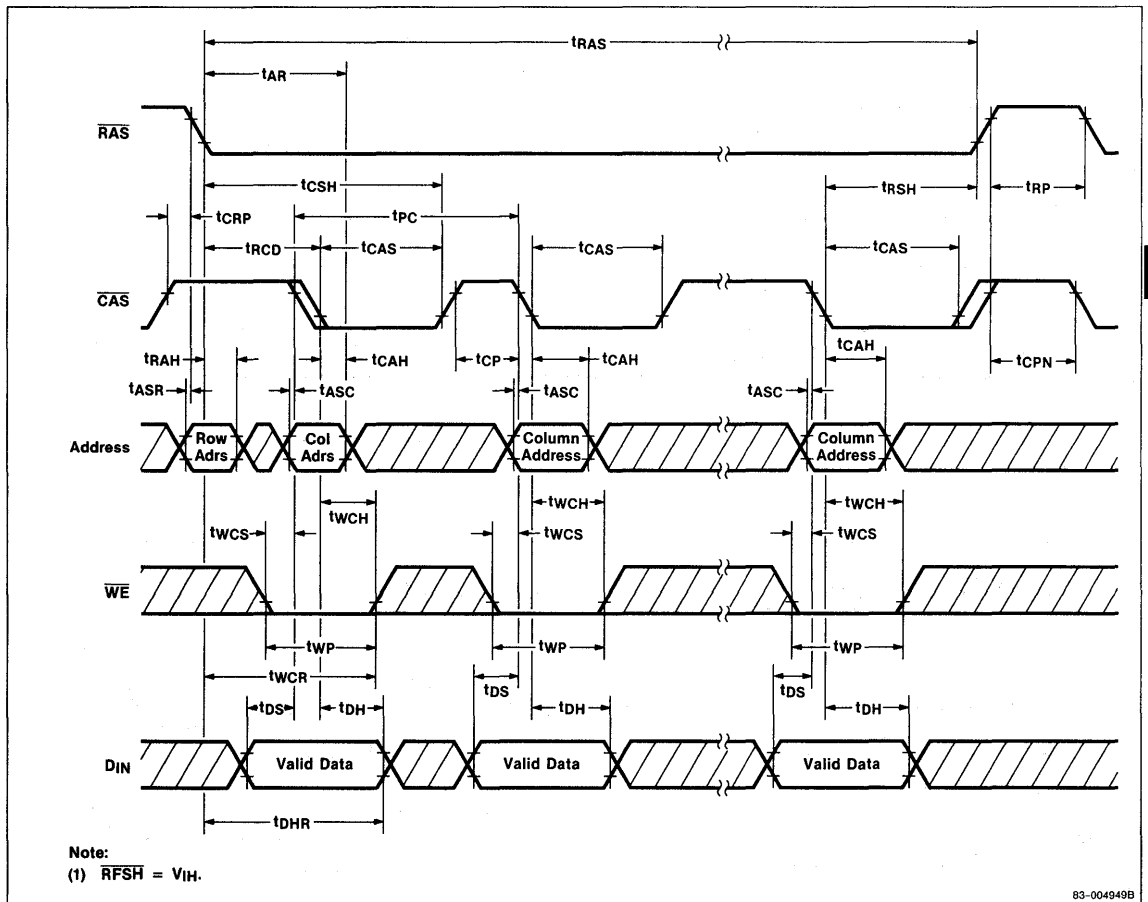 tRAS
tAR
RAS
tCSH
tRSH
tRP
tCRP
tPC
tRCD
tCAS
tCAS
tCAS
CAS
tRAH
tCAH
tCP
tCAH
tCAH
tCPN
tASR
tASC
tASC
tASC
Address
Row Adrs
Col Adrs
Column Address
Column Address
tWCH
tWCH
tWCH
tWCS
tWCS
tWCS
WE
tWP
tWP
tWP
tWCR
tDS
tDS
tDS
tDH
tDH
tDH
DIN
Valid Data
Valid Data
Valid Data
tDHR
Note:
(1) RFSH = VIH.
83-004949B